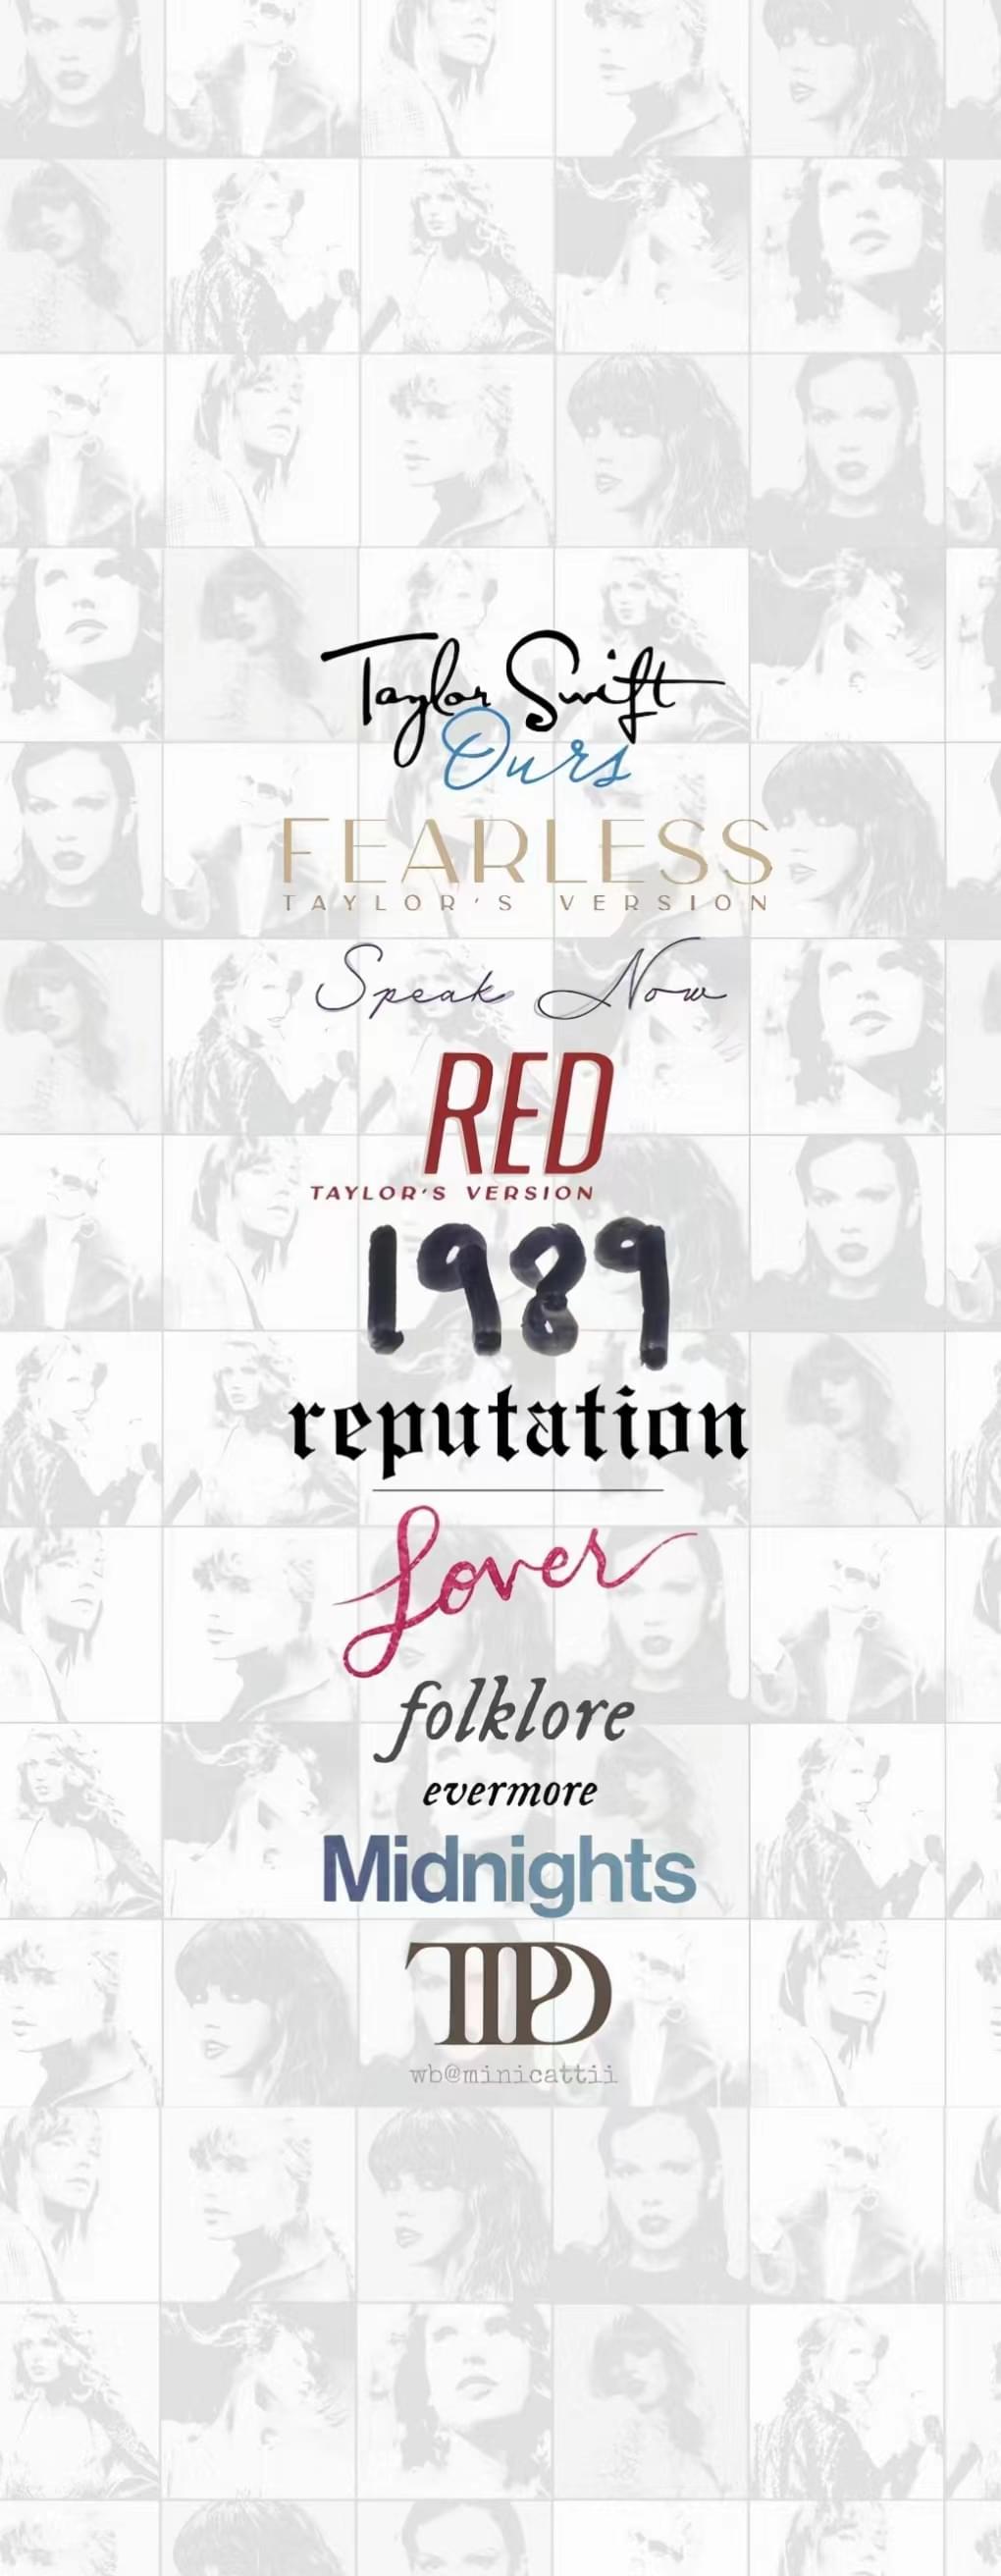 Taylor Swift
Ours
FEARLESS
TAYLOR'S VERSION
Speak Now
RED
TAYLOR'S VERSION
1989
reputation
Lover
folklore
evermore
Midnights
TTPD
wb@minicattii